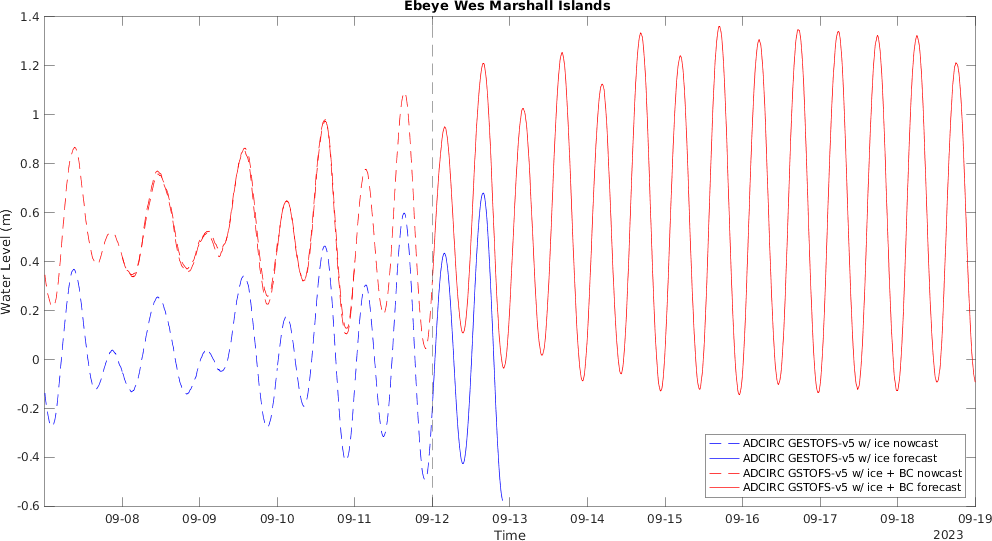 Ebeye Wes Marshall Islands
1.4
1.2
1
0.8
0.6
0.4
0.2
0
-0.2
-0.4
-0.6
Water Level (m)
ADCIRC GESTOFS-v5 w/ ice nowcast
ADCIRC GESTOFS-v5 w/ ice forecast
ADCIRC GSTOFS-v5 w/ ice + BC nowcast
ADCIRC GSTOFS-v5 w/ ice + BC forecast
09-08 09-09 09-10 09-11 09-12 09-13 09-14 09-15 09-16 09-17 09-18 09-19
Time
2023